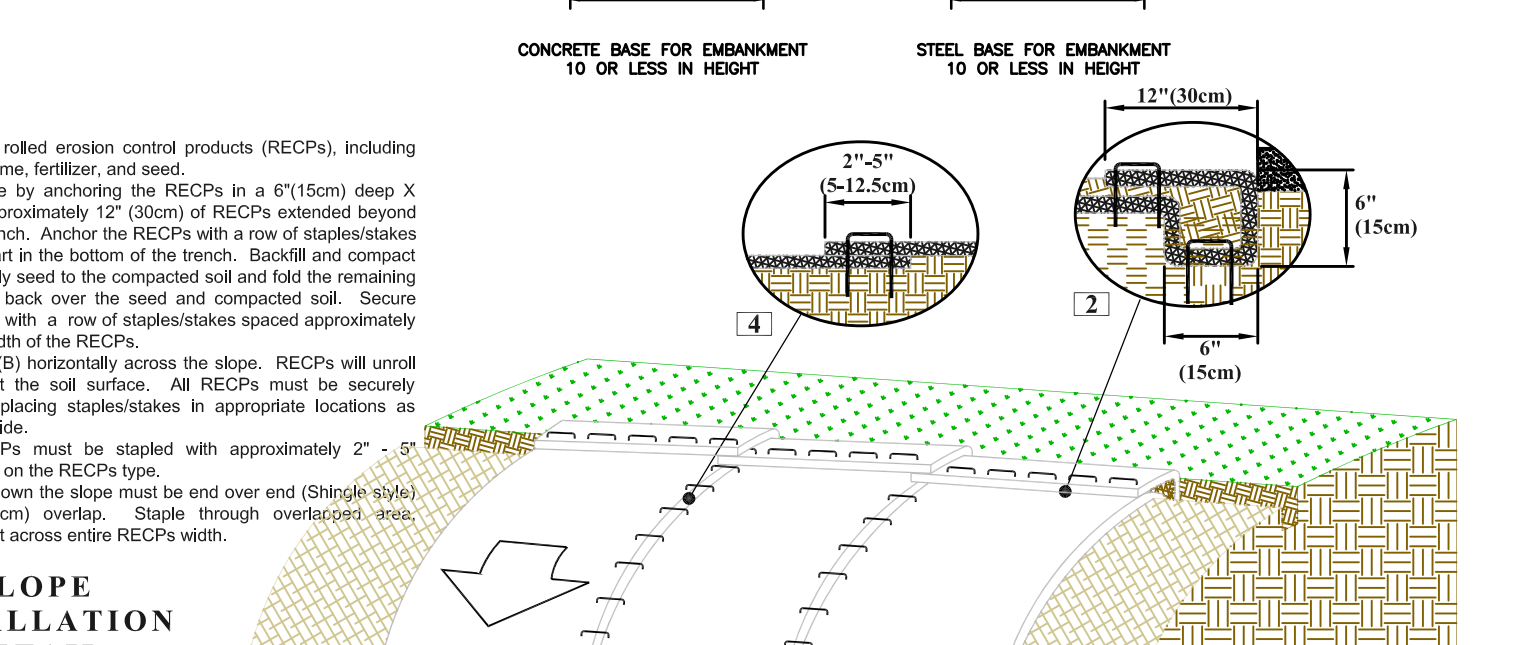 CONCRETE BASE FOR EMBANKMENT
10 OR LESS IN HEIGHT
STEEL BASE FOR EMBANKMENT
10 OR LESS IN HEIGHT
12"(30cm)
2"-5"
(5-12.5cm)
6"
(15cm)
4
2
6"
(15cm)
rolled erosion control products (RECPs), including
me, fertilizer, and seed.
e by anchoring the RECPs in a 6"(15cm) deep X
proximately 12" (30cm) of RECPs extended beyond
nch. Anchor the RECPs with a row of staples/stakes
art in the bottom of the trench. Backfill and compact
ly seed to the compacted soil and fold the remaining
back over the seed and compacted soil. Secure
with a row of staples/stakes spaced approximately
dth of the RECPs.
(B) horizontally across the slope. RECPs will unroll
t the soil surface. All RECPs must be securely
placing staples/stakes in appropriate locations as
ide.
Ps must be stapled with approximately 2" - 5"
on the RECPs type.
own the slope must be end over end (Shingle style)
cm) overlap. Staple through overlapped area,
t across entire RECPs width.
LOPE
LLATION